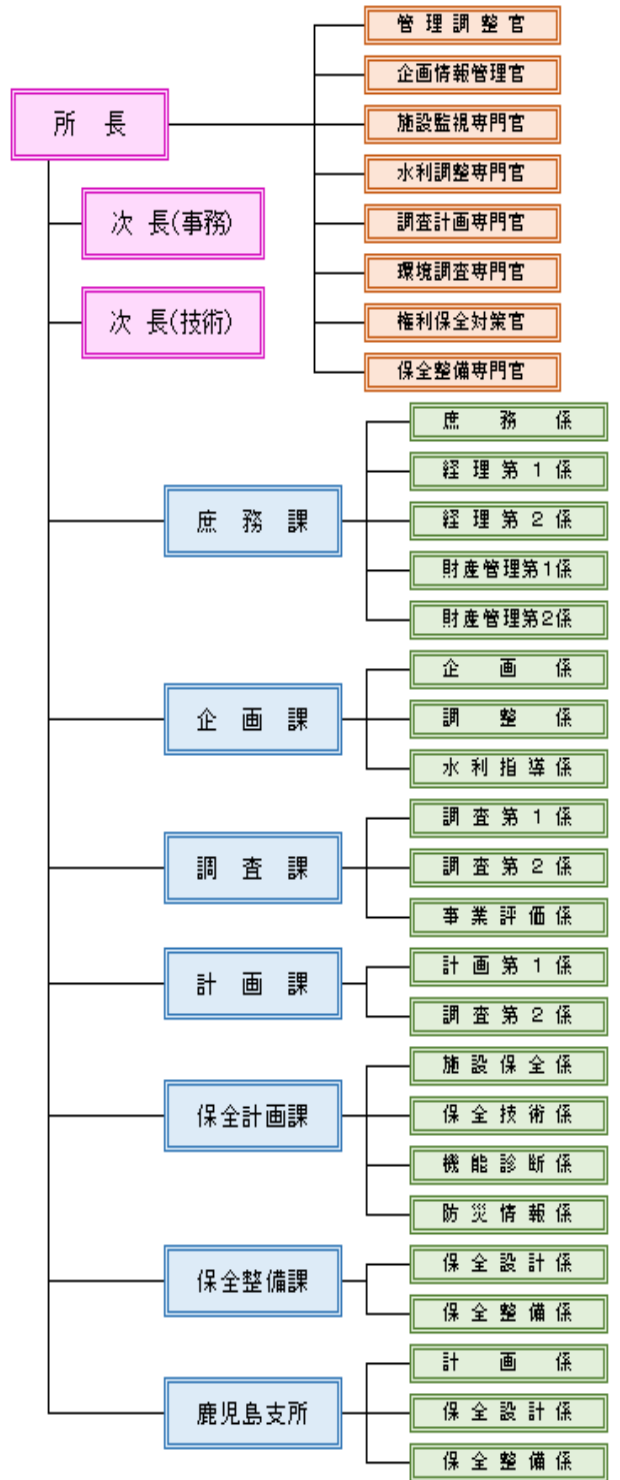 管理調整官
企画情報管理官
所長
施設監視専門官
水利調整専門官
次長(事務)
調査計画専門官
環境調査専門官
次長(技術)
権利保全対策官
保全整備専門官
庶務課
庶務係
経理第1係
経理第2係
財産管理第1係
財産管理第2係
企画課
企画係
調整係
水利指導係
調査課
調査第1係
調査第2係
事業評価係
計画課
計画第1係
調査第2係
保全計画課
施設保全係
保全技術係
機能診断係
防災情報係
保全整備課
保全設計係
保全整備係
鹿児島支所
計画係
保全設計係
保全整備係